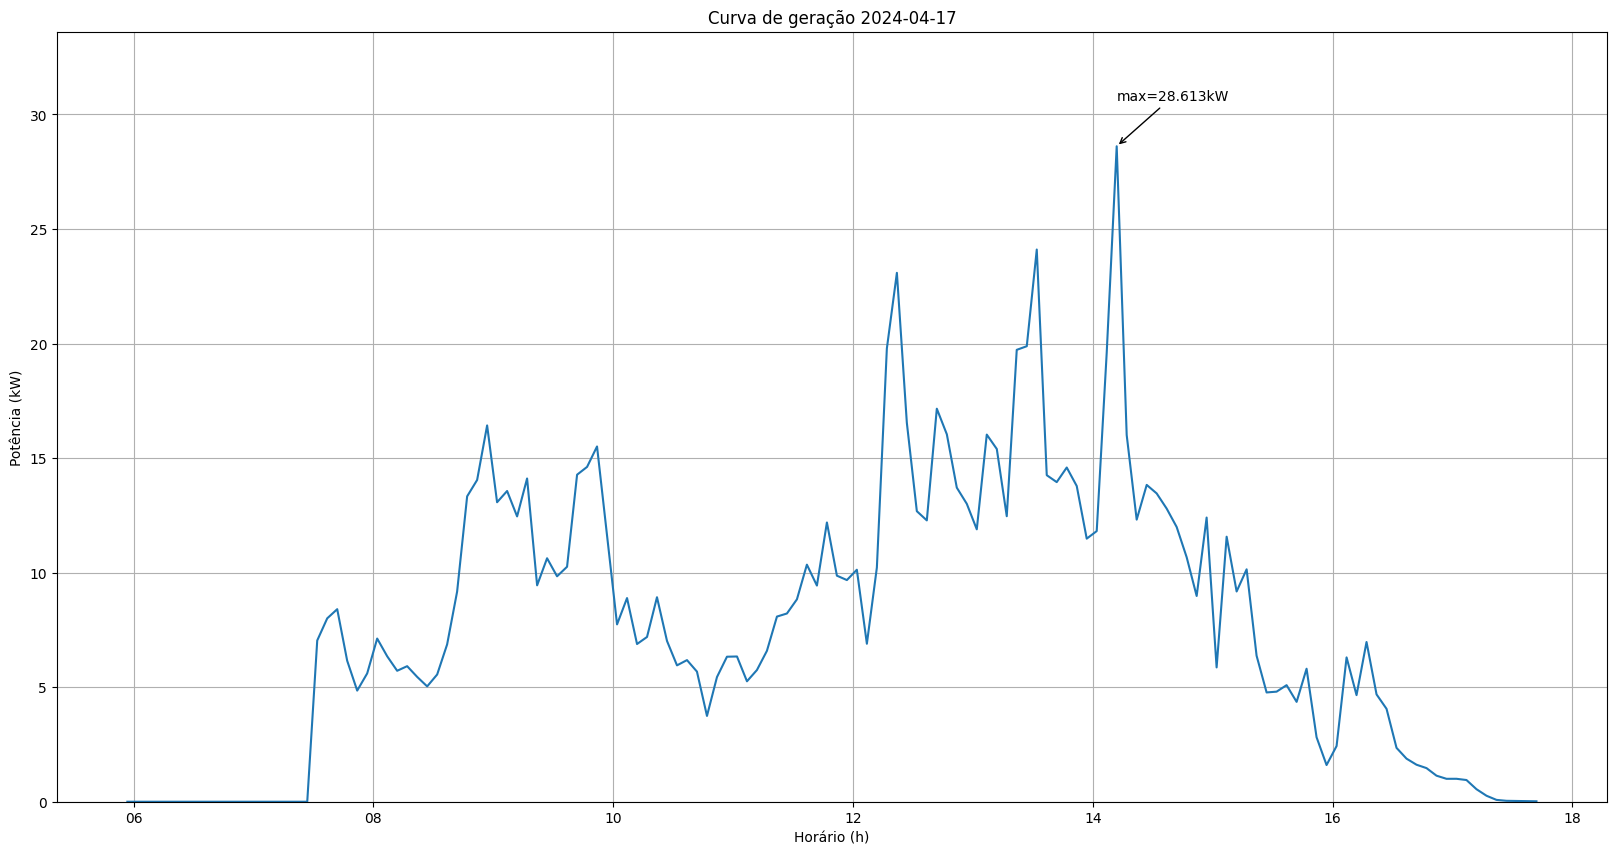 Curva de geração 2024-04-17
max=28.613kW
30
25
20
15
10
5
0
Potência (kW)
06 08 10 12 14 16 18
Horário (h)